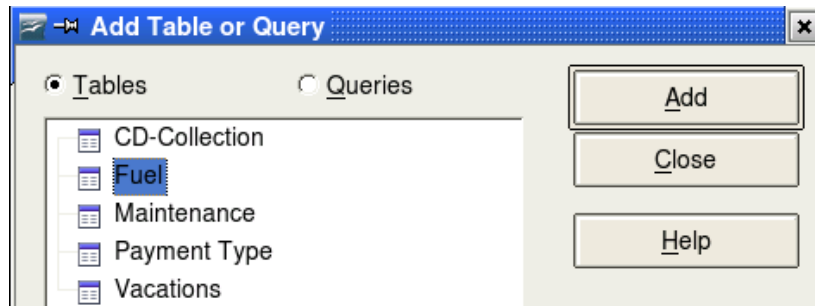 Add Table or Query
Tables
Queries
Add
CD-Collection
Fuel
Close
Maintenance
Help
Payment Type
Vacations